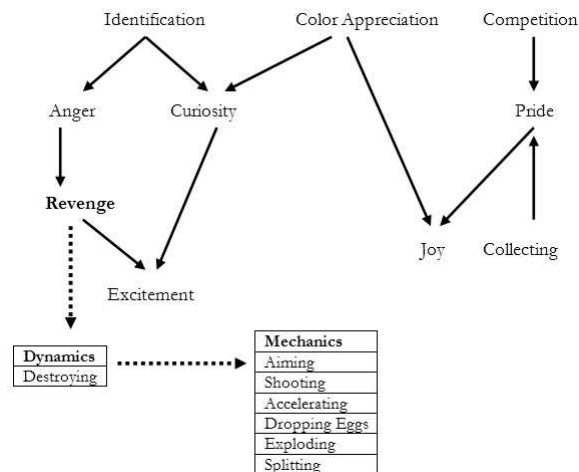 Identification Color Appreciation Competition
Anger Curiosity Pride
Revenge
Joy Collecting
Excitement
Dynamics
Destroying
Mechanics
Aiming
Shooting
Accelerating
Dropping Eggs
Exploding
Splitting